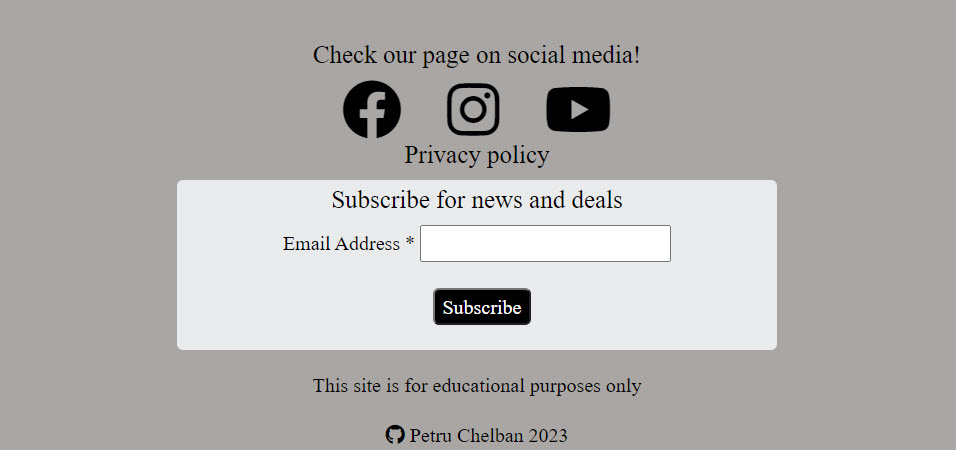 Check our page on social media!
Privacy policy
Subscribe for news and deals
Email Address *
Subscribe
This site is for educational purposes only
Petru Chelban 2023